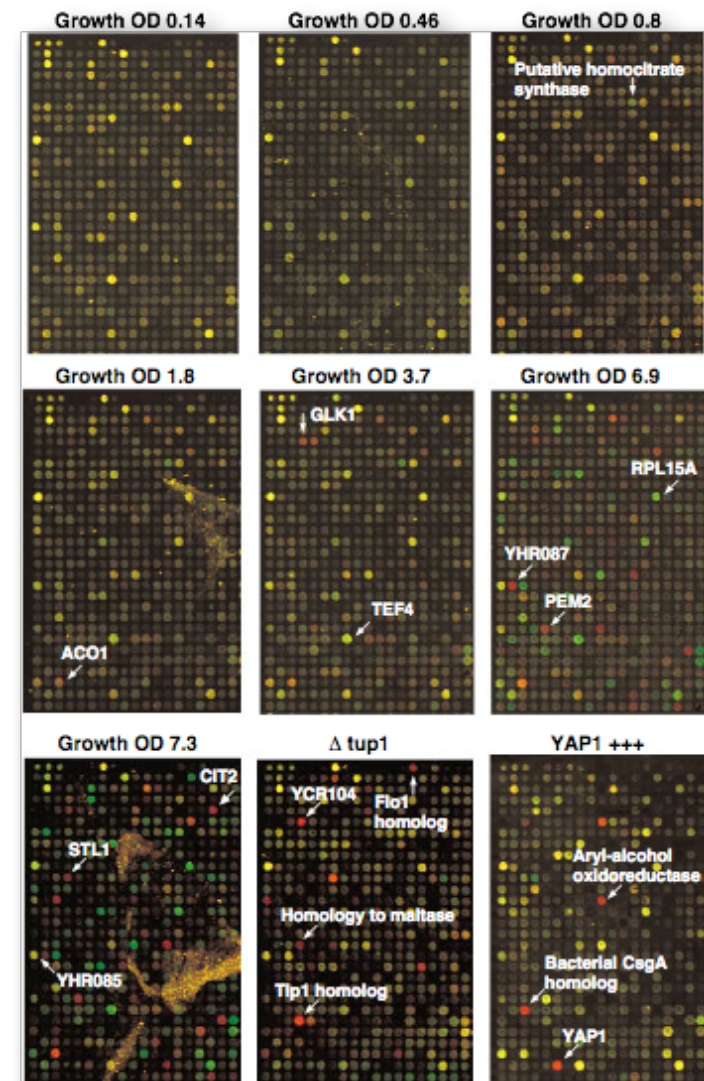 Growth OD 0.14
Growth OD 0.46
Growth OD 0.8
Putative homocitrate
synthase
Growth OD 1.8
Growth OD 3.7
Growth OD 6.9
GLK1
RPL15A
YHR087
PEM2
TEF4
ACO1
Growth OD 7.3
Δ tup1
YAP1 +++
CIT2
YCR104
Flo1
homolog
STL1
Aryl-alcohol
oxidoreductase
Homology to maltase
YHR085
Bacterial CsgA
homolog
Tip1 homolog
YAP1